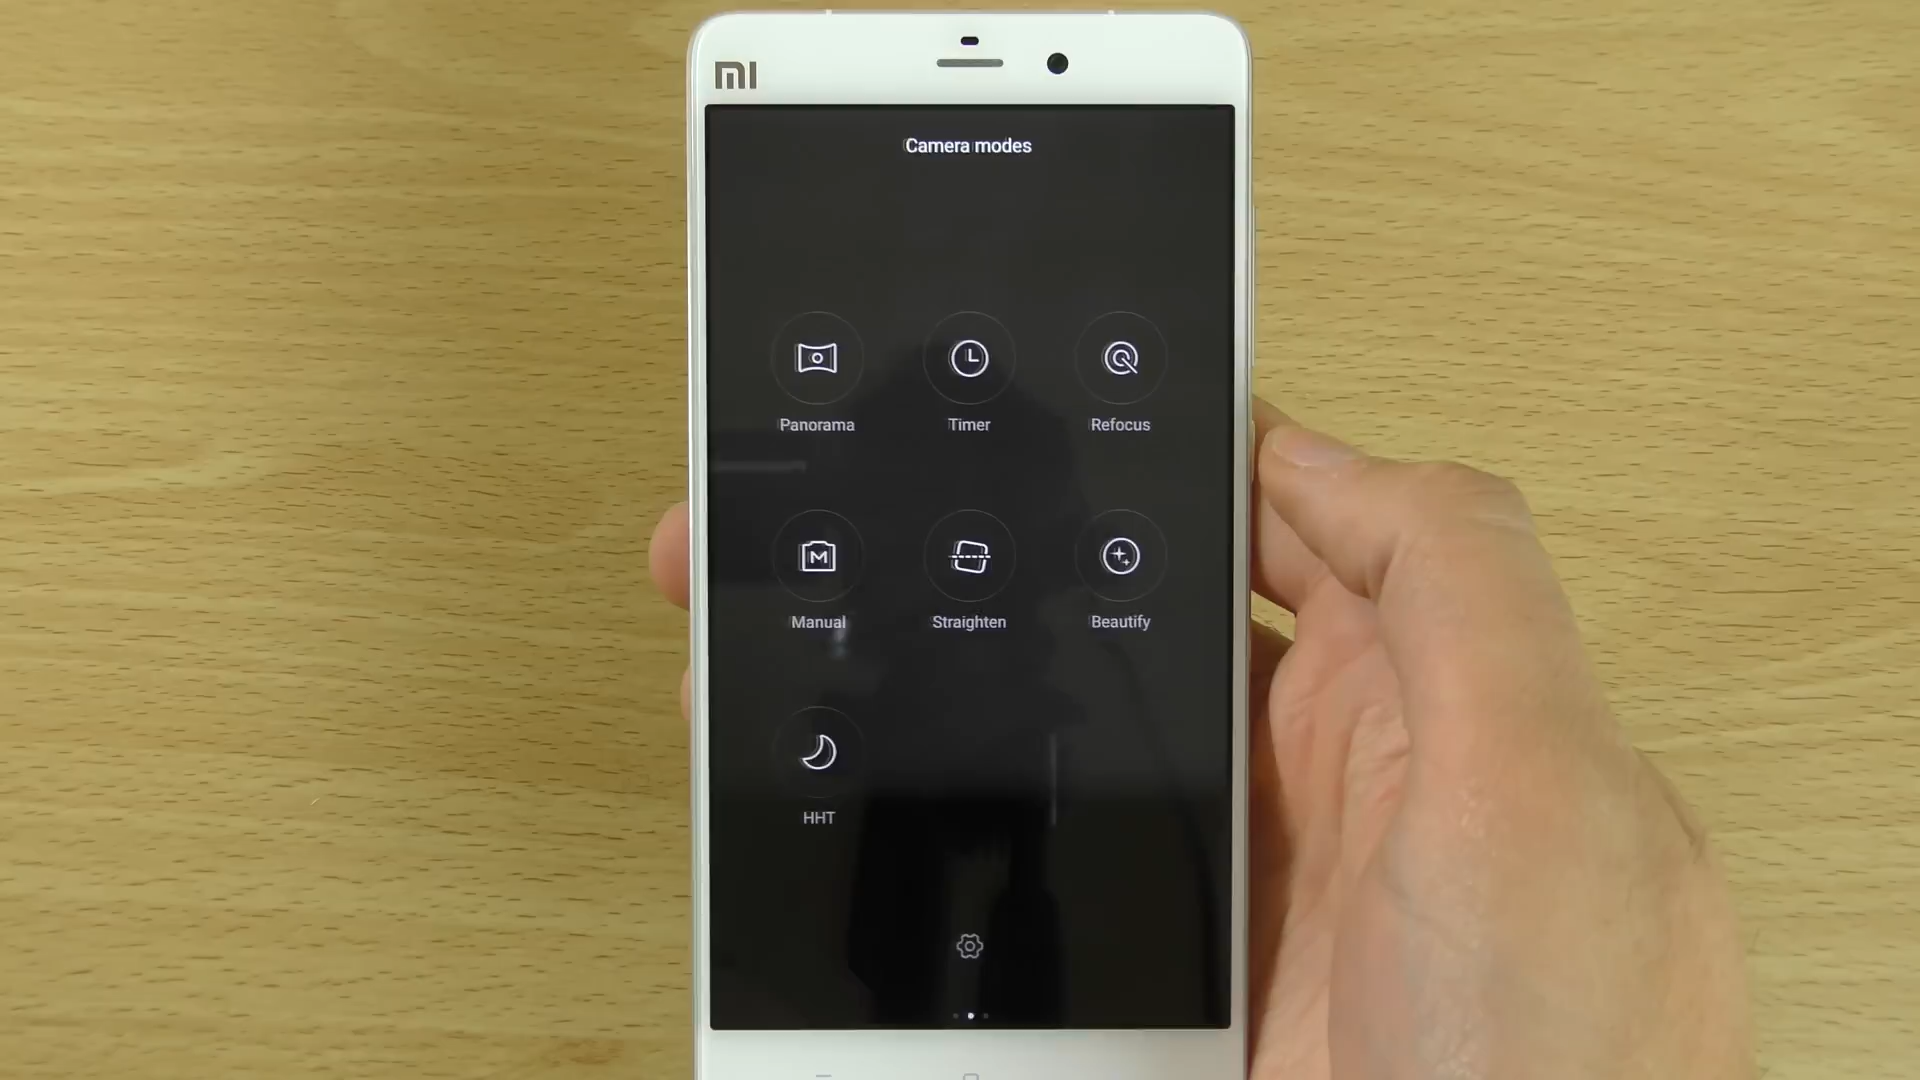 mi
Camera modes
Panorama
Timer
Refocus
Manual
M
Straighten
Beautify
HHT